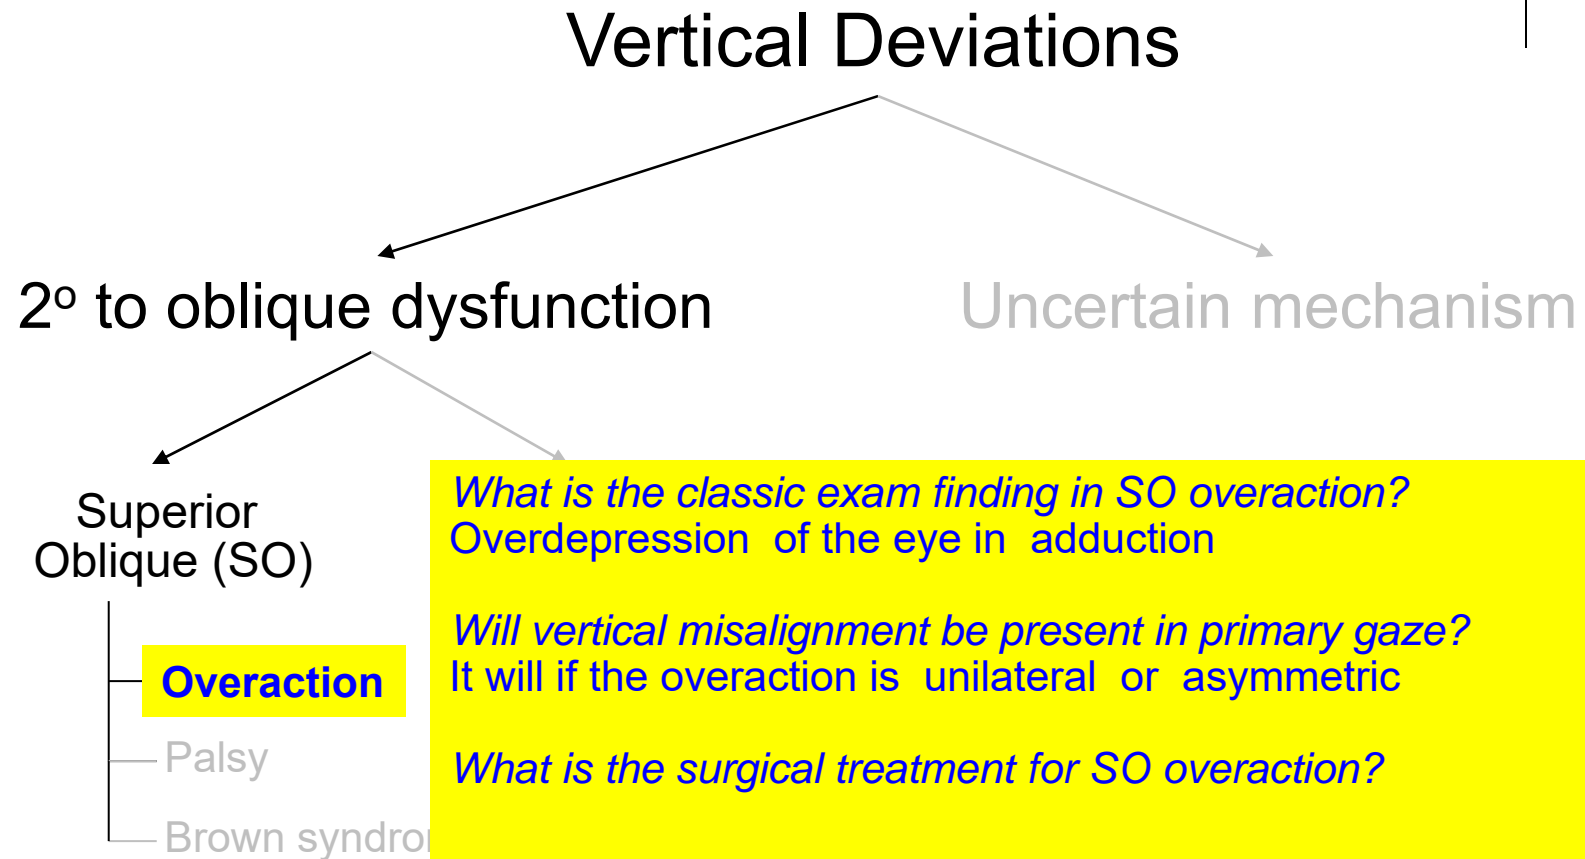 Vertical Deviations
2º to oblique dysfunction
Uncertain mechanism
Superior
Oblique (SO)
Overaction
Palsy
Brown
What is the classic exam finding in SO overaction?
Overdepression of the eye in adduction
Will vertical misalignment be present in primary gaze?
It will if the overaction is unilateral or asymmetric
What is the surgical treatment for SO overaction?